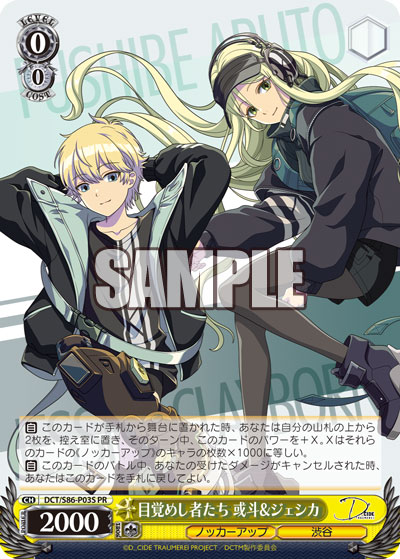 LEVEL
0
0
COST
FUSHIBE ARUTO
SAMPLE
JESSICA CLAYBORN
自 このカードが手札から舞台に置かれた時、あなたは自分の山札の上から
2枚を、控え室に置き、そのターン中、このカードのパワーを+X。Xはそれら
のカードの《ノッカーアップ》のキャラの枚数×1000に等しい。
自 このカードのバトル中、あなたの受けたダメージがキャンセルされた時、
あなたはこのカードを手札に戻してよい。
CH DCT/S86-P03S PR
目覚めし者たち 或斗&ジェシカ
2000
ノッカーアップ 渋谷
©D_CIDE TRAUMEREI PROJECT/DCTM製作委員会